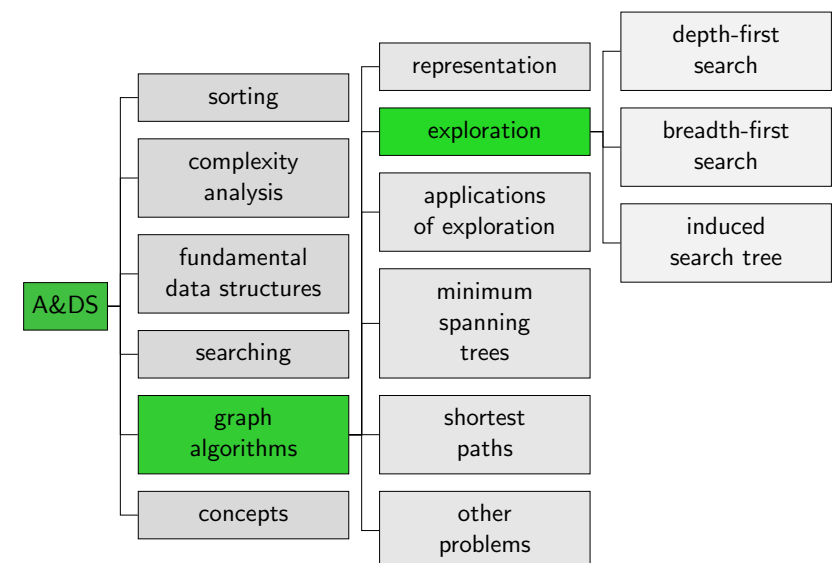 A&DS
sorting
complexity
analysis
fundamental
data structures
searching
graph
algorithms
concepts
representation
exploration
applications
of exploration
minimum
spanning
trees
shortest
paths
other
problems
depth-first
search
breadth-first
search
induced
search tree